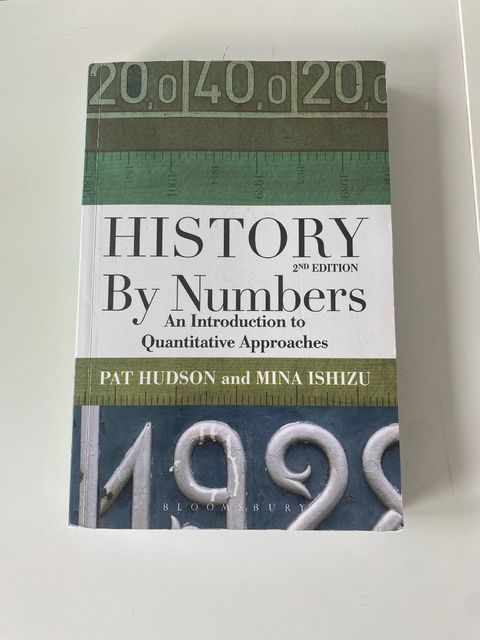 20,0 40,0 20,0
HISTORY
2ND EDITION
By Numbers
An Introduction to
Quantitative Approaches
PAT HUDSON and MINA ISHIZU
BLOOMSBURY